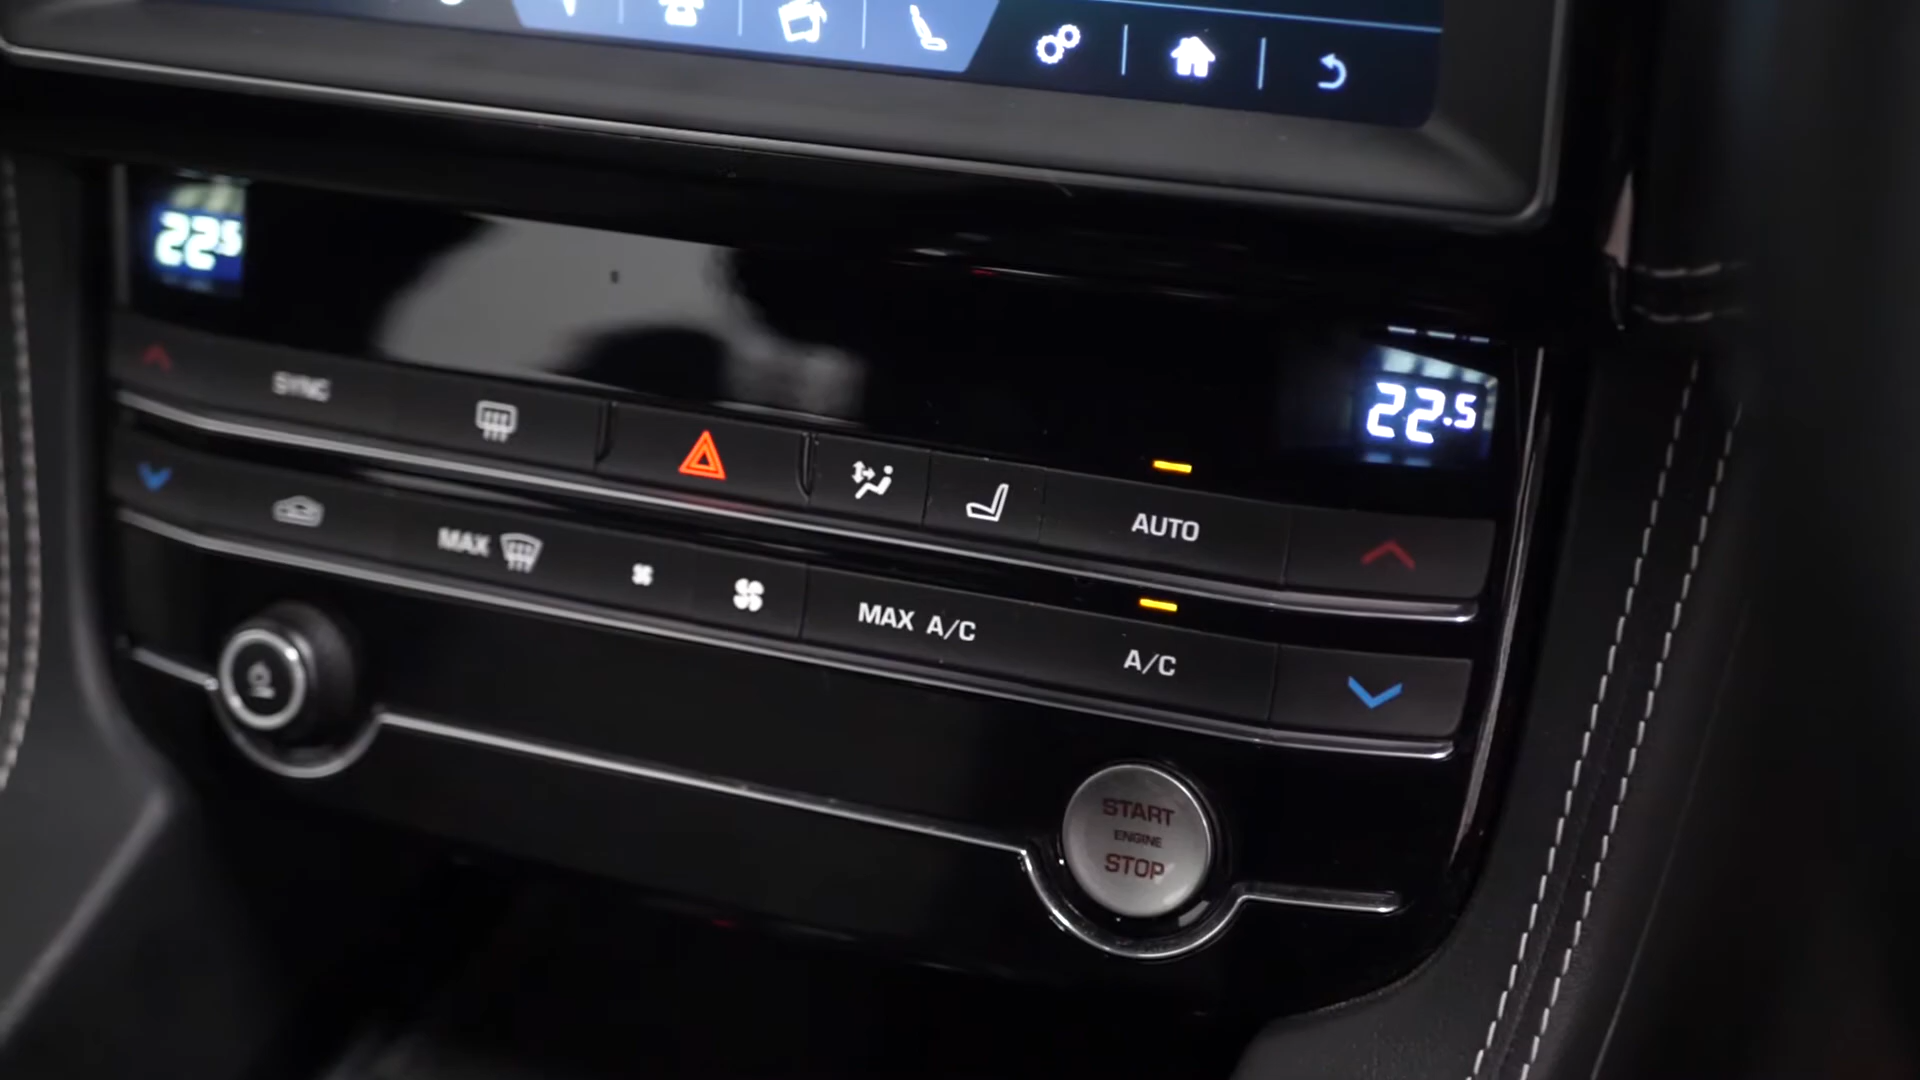 22.5
22.5
SYNC
AUTO
MAX
MAX A/C
A/C
START
ENGINE
STOP